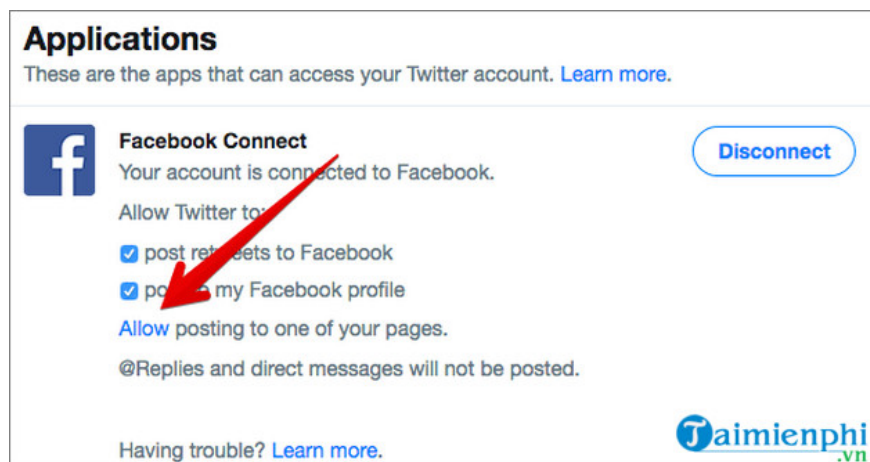 Applications
These are the apps that can access your Twitter account. Learn more.
Facebook Connect
Disconnect
Your account is connected to Facebook.
Allow Twitter to:
post retweets to Facebook
my Facebook profile
Allow posting to one of your pages.
@Replies and direct messages will not be posted.
Having trouble? Learn more.
Taimienphi
.vn